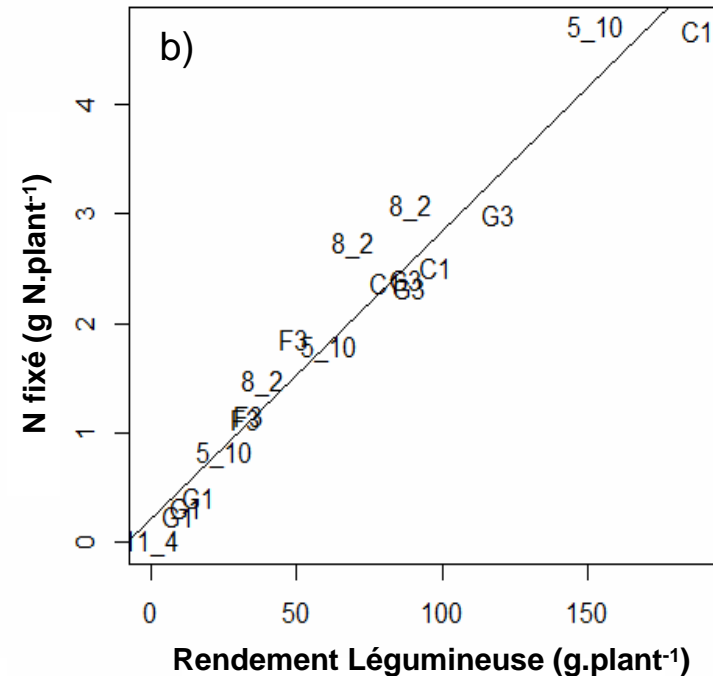 b)
N fixé (g N.plant-1)
4
3
2
1
0
5_10
C1
8_2
G3
8_2
C1
C1
G3
G3
F3
5_10
8_2
F3
F3
5_10
G1
G1
G1
11_4
0
50
100
150
Rendement Légumineuse (g.plant-1)